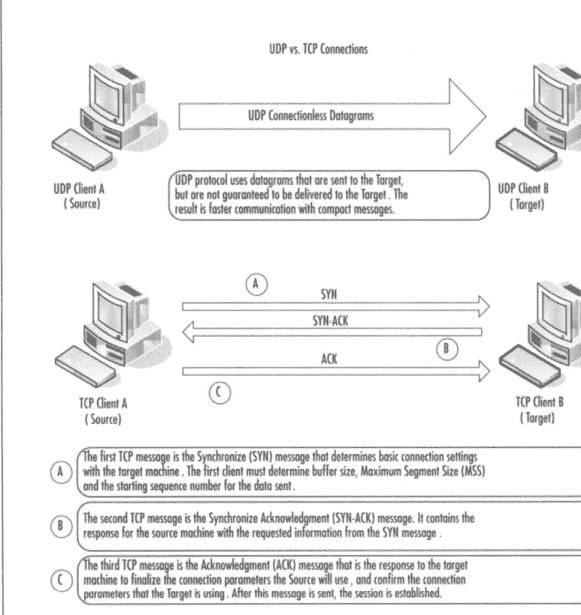 UDP vs. TCP Connections
UDP Connectionless Datagrams
UDP Client A
( Source)
UDP Client B
( Target)
UDP protocol uses datagrams that are sent to the Target,
but are not guaranteed to be delivered to the Target . The
result is faster communication with compact messages.
A
SYN
SYN-ACK
B
ACK
C
TCP Client A
( Source)
TCP Client B
( Target)
A
The first TCP message is the Synchronize (SYN) message that determines basic connection settings
with the target machine . The first client must determine buffer size, Maximum Segment Size (MSS)
and the starting sequence number for the data sent .
B
The second TCP message is the Synchronize Acknowledgment (SYN-ACK) message. It contains the
response for the source machine with the requested information from the SYN message .
C
The third TCP message is the Acknowledgment (ACK) message that is the response to the target
machine to finalize the connection parameters the Source will use , and confirm the connection
parameters that the Target is using . After this message is sent, the session is established.